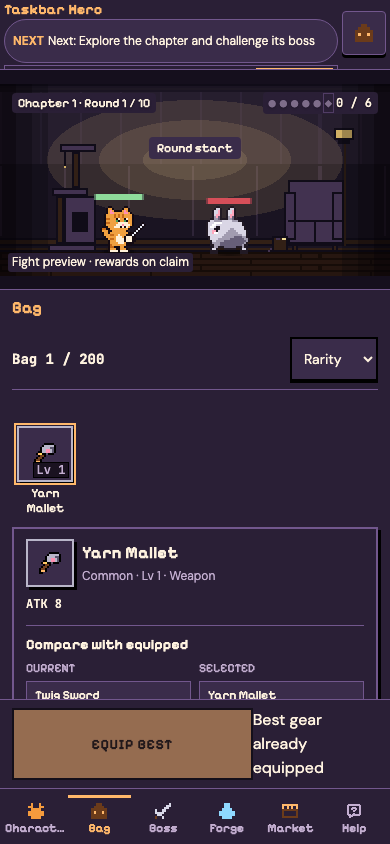 Taskbar Hero
NEXT Next: Explore the chapter and challenge its boss
Chapter 1 · Round 1 / 10
0 / 6
Round start
Fight preview · rewards on claim
Bag
Bag 1 / 200
Rarity
Lv 1
Yarn
Mallet
Yarn Mallet
Common · Lv 1 · Weapon
ATK 8
Compare with equipped
CURRENT
SELECTED
Twig Sword
Yarn Mallet
EQUIP BEST
Best gear
already
equipped
Charact...
Bag
Boss
Forge
Market
Help